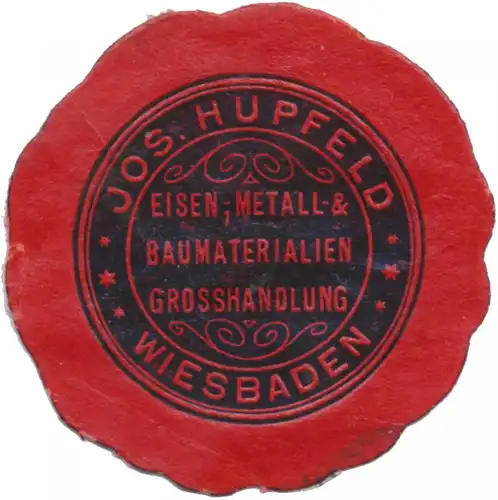 JOS. HUPFELD
EISEN-, METALL- &
BAUMATERIALIEN
GROSSHANDLUNG
WIESBADEN